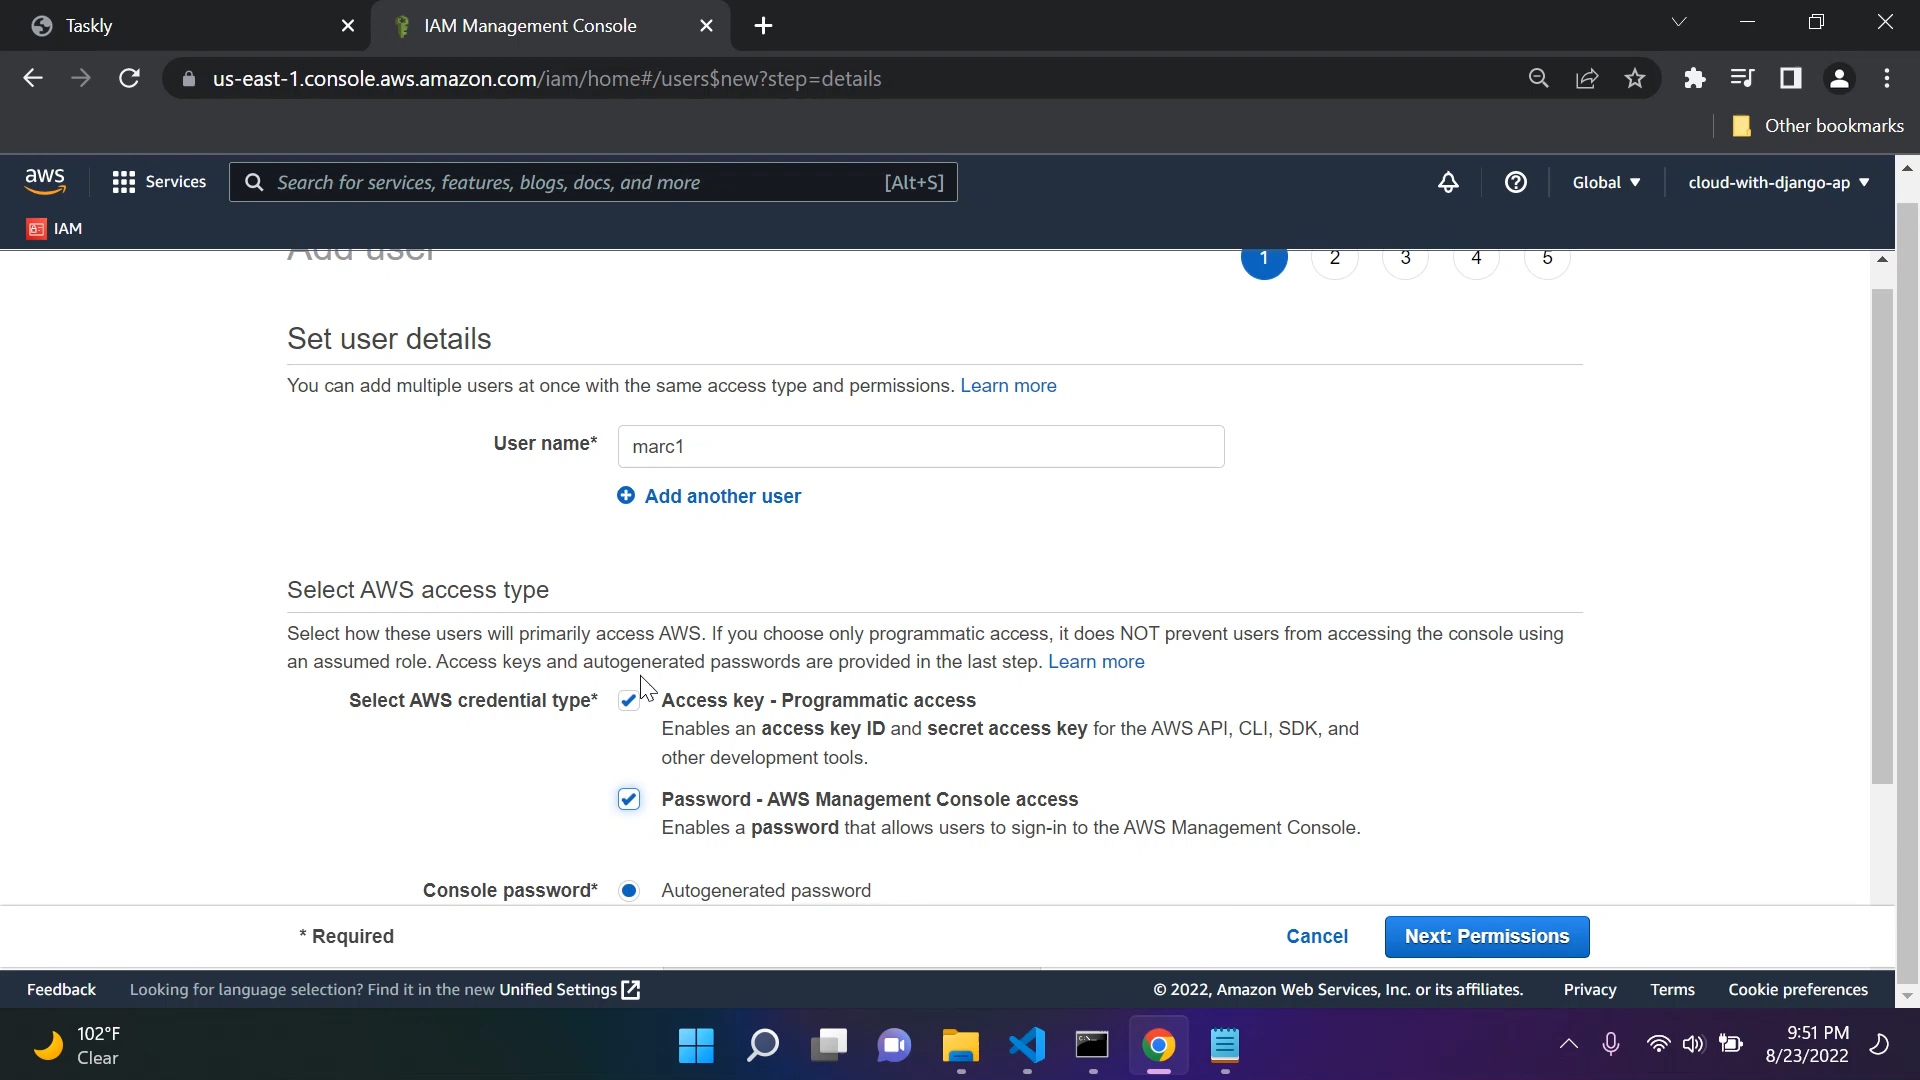 Taskly
IAM Management Console
us-east-1.console.aws.amazon.com/iam/home#/users$new?step=details
Other bookmarks
aws
Services
Search for services, features, blogs, docs, and more
[Alt+S]
Global
cloud-with-django-ap
IAM
Add user
1
2
3
4
5
Set user details
You can add multiple users at once with the same access type and permissions. Learn more
User name*
marc1
Add another user
Select AWS access type
Select how these users will primarily access AWS. If you choose only programmatic access, it does NOT prevent users from accessing the console using
an assumed role. Access keys and autogenerated passwords are provided in the last step. Learn more
Select AWS credential type*
Access key - Programmatic access
Enables an access key ID and secret access key for the AWS API, CLI, SDK, and
other development tools.
Password - AWS Management Console access
Enables a password that allows users to sign-in to the AWS Management Console.
Console password*
Autogenerated password
* Required
Cancel
Next: Permissions
Feedback
Looking for language selection? Find it in the new Unified Settings
© 2022, Amazon Web Services, Inc. or its affiliates.
Privacy
Terms
Cookie preferences
102°F
Clear
9:51 PM
8/23/2022